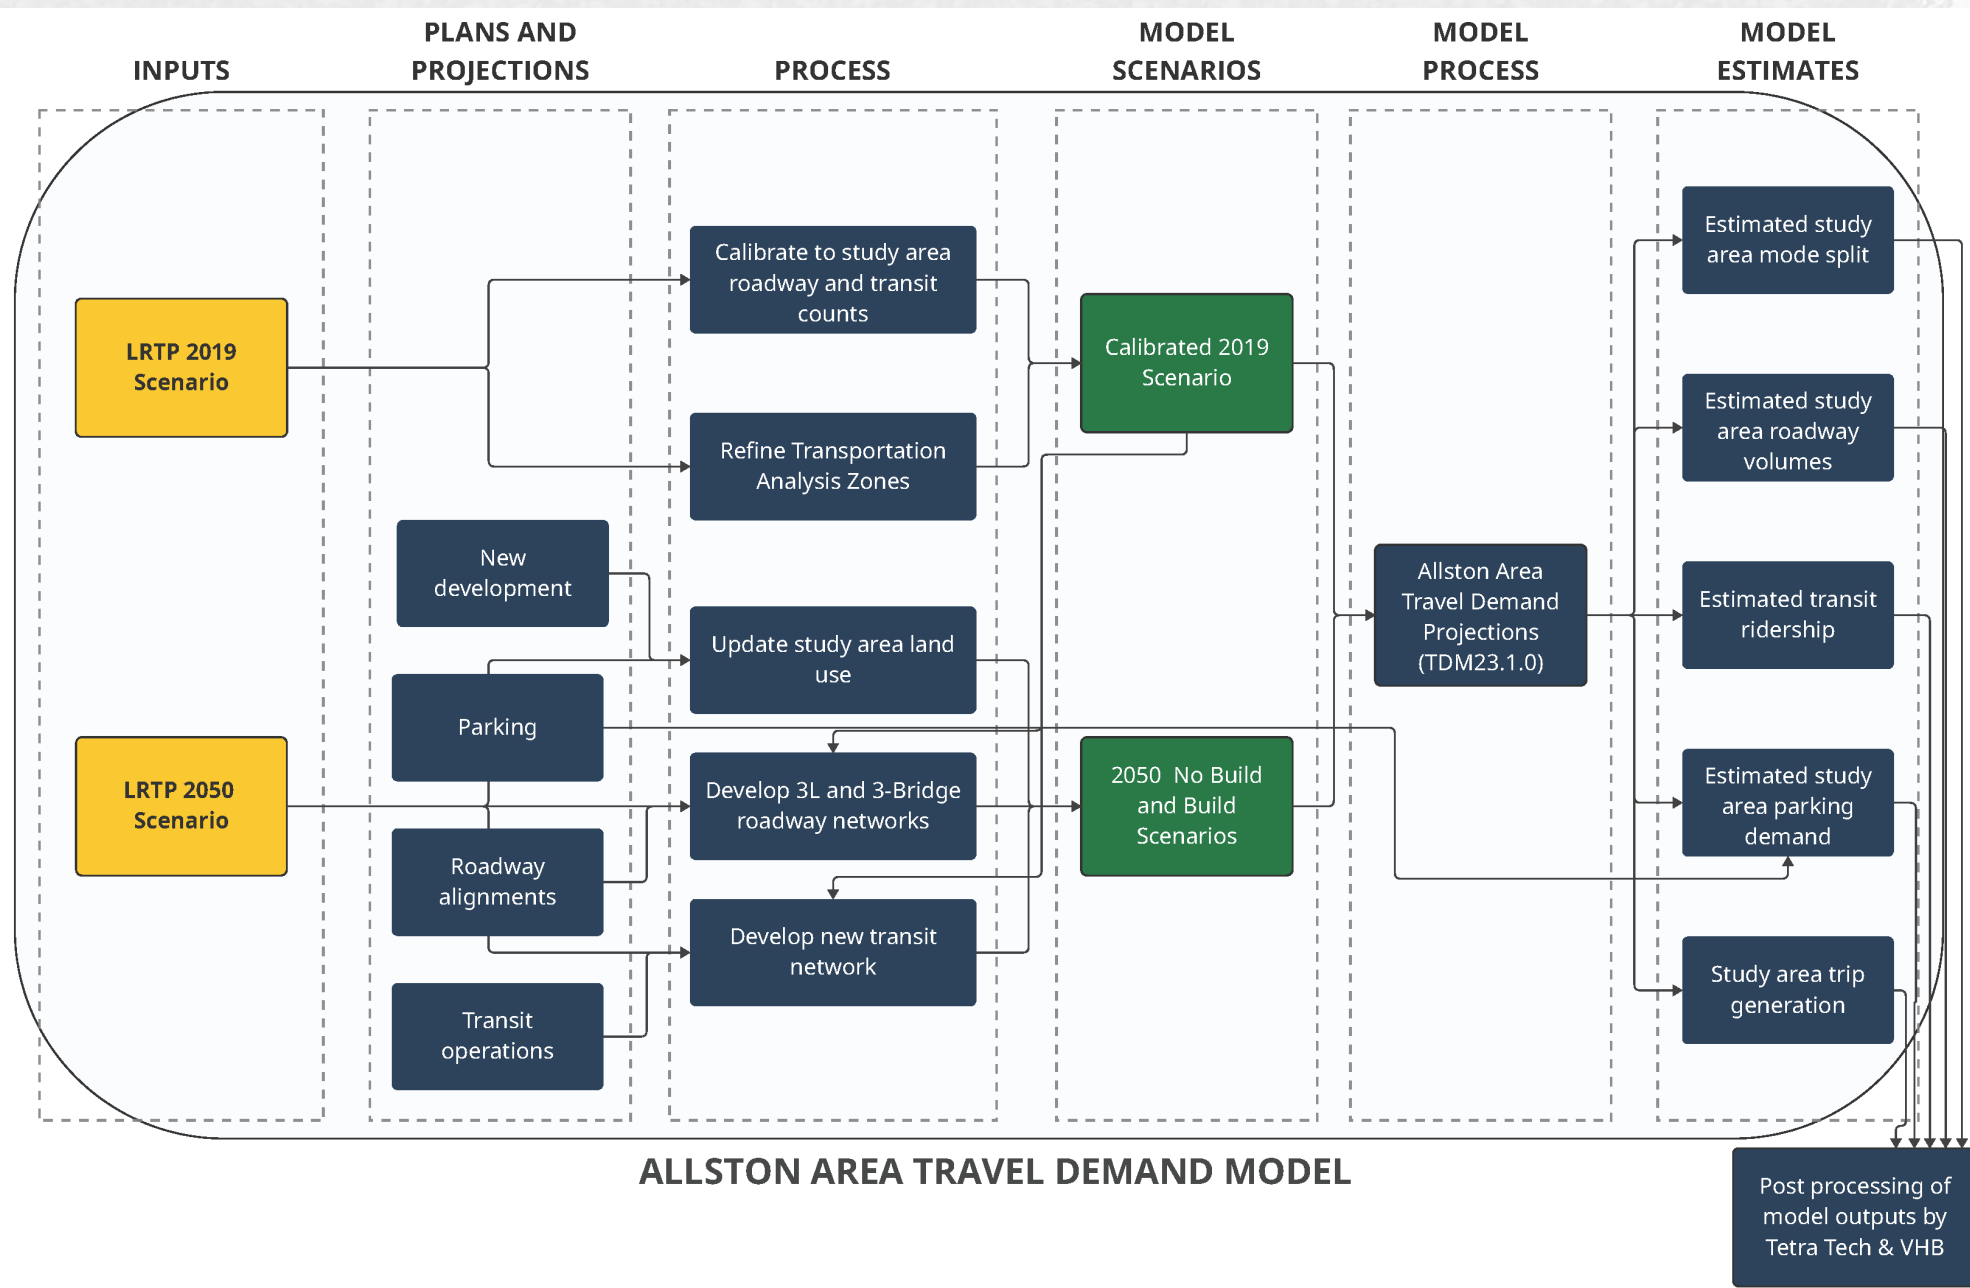 INPUTS
PLANS AND
PROJECTIONS
PROCESS
MODEL
SCENARIOS
MODEL
PROCESS
MODEL
ESTIMATES
LRTP 2019
Scenario
LRTP 2050
Scenario
New
development
Parking
Roadway
alignments
Transit
operations
Calibrate to study area
roadway and transit
counts
Refine Transportation
Analysis Zones
Update study area land
use
Develop 3L and 3-Bridge
roadway networks
Develop new transit
network
Calibrated 2019
Scenario
2050 No Build
and Build
Scenarios
Allston Area
Travel Demand
Projections
(TDM23.1.0)
Estimated study
area mode split
Estimated study
area roadway
volumes
Estimated transit
ridership
Estimated study
area parking
demand
Study area trip
generation
ALLSTON AREA TRAVEL DEMAND MODEL
Post processing of
model outputs by
Tetra Tech & VHB